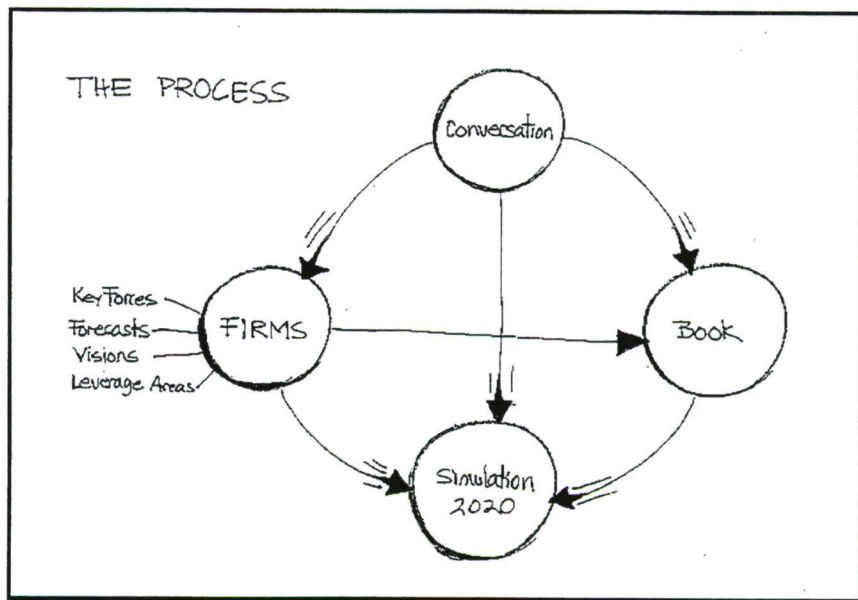 THE PROCESS
Conversation
Key Forces
Forecasts
Visions
Leverage Areas
FIRMS
BOOK
Simulation
2020